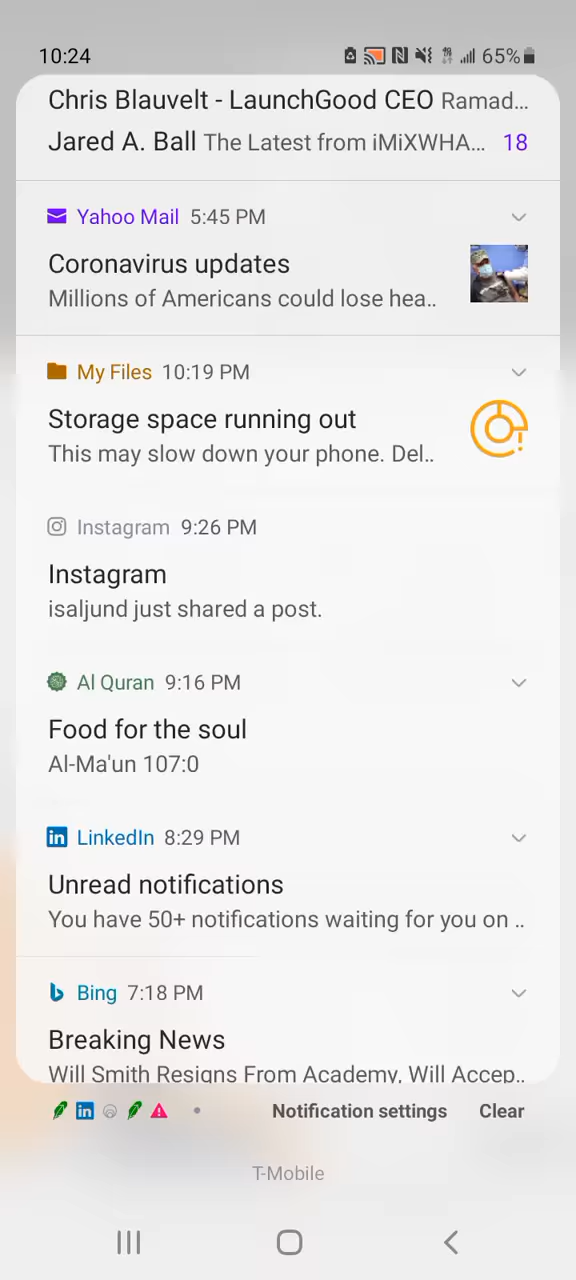 10:24 65%
Chris Blauvelt - LaunchGood CEO Ramad...
Jared A. Ball The Latest from iMiXWHA... 18
Yahoo Mail 5:45 PM
Coronavirus updates
Millions of Americans could lose hea..
My Files 10:19 PM
Storage space running out
This may slow down your phone. Del..
Instagram 9:26 PM
Instagram
isaljund just shared a post.
Al Quran 9:16 PM
Food for the soul
Al-Ma'un 107:0
LinkedIn 8:29 PM
Unread notifications
You have 50+ notifications waiting for you on ..
Bing 7:18 PM
Breaking News
Will Smith Resigns From Academy, Will Accep..
Notification settings Clear
T-Mobile